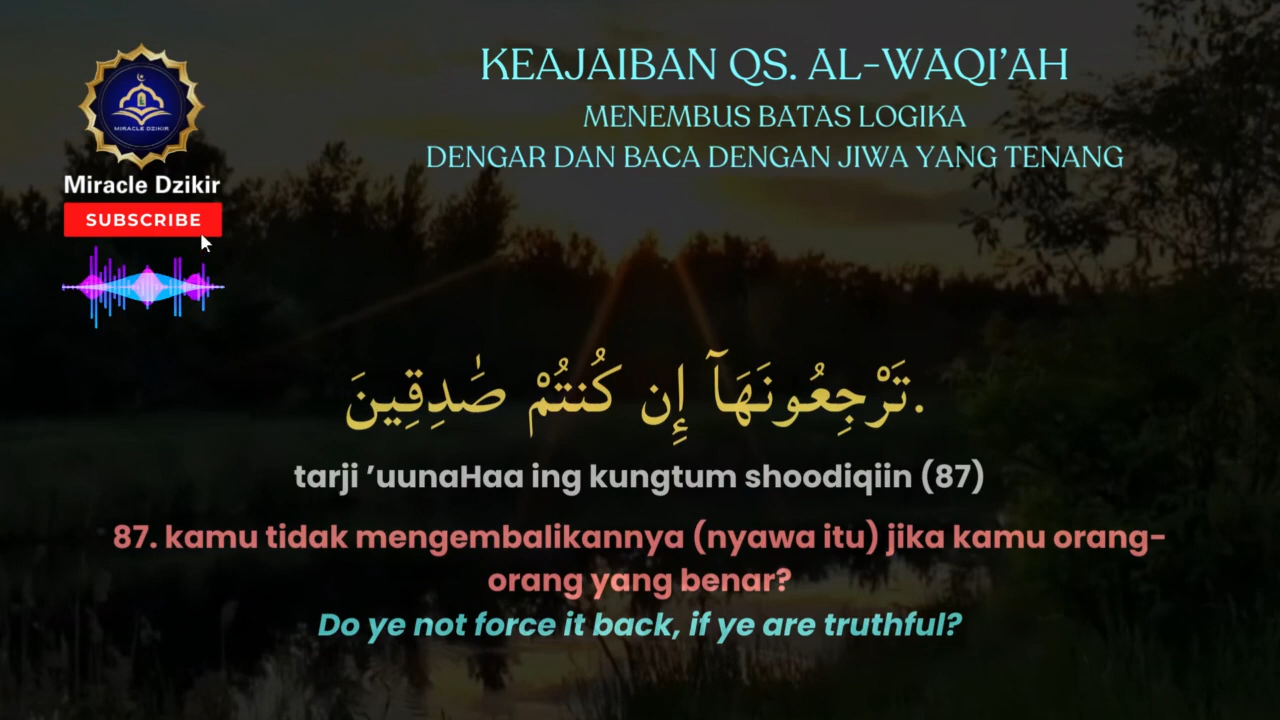 KEAJAIBAN QS. AL-WAQI'AH
MENEMBUS BATAS LOGIKA
DENGAR DAN BACA DENGAN JIWA YANG TENANG
MIRACLE DZIKIR
Miracle Dzikir
SUBSCRIBE
تَرْجِعُونَهَآ إِن كُنتُمْ صَٰدِقِينَ.
tarji ’uunaHaa ing kungtum shoodiqiin (87)
87. kamu tidak mengembalikannya (nyawa itu) jika kamu orang-
orang yang benar?
Do ye not force it back, if ye are truthful?